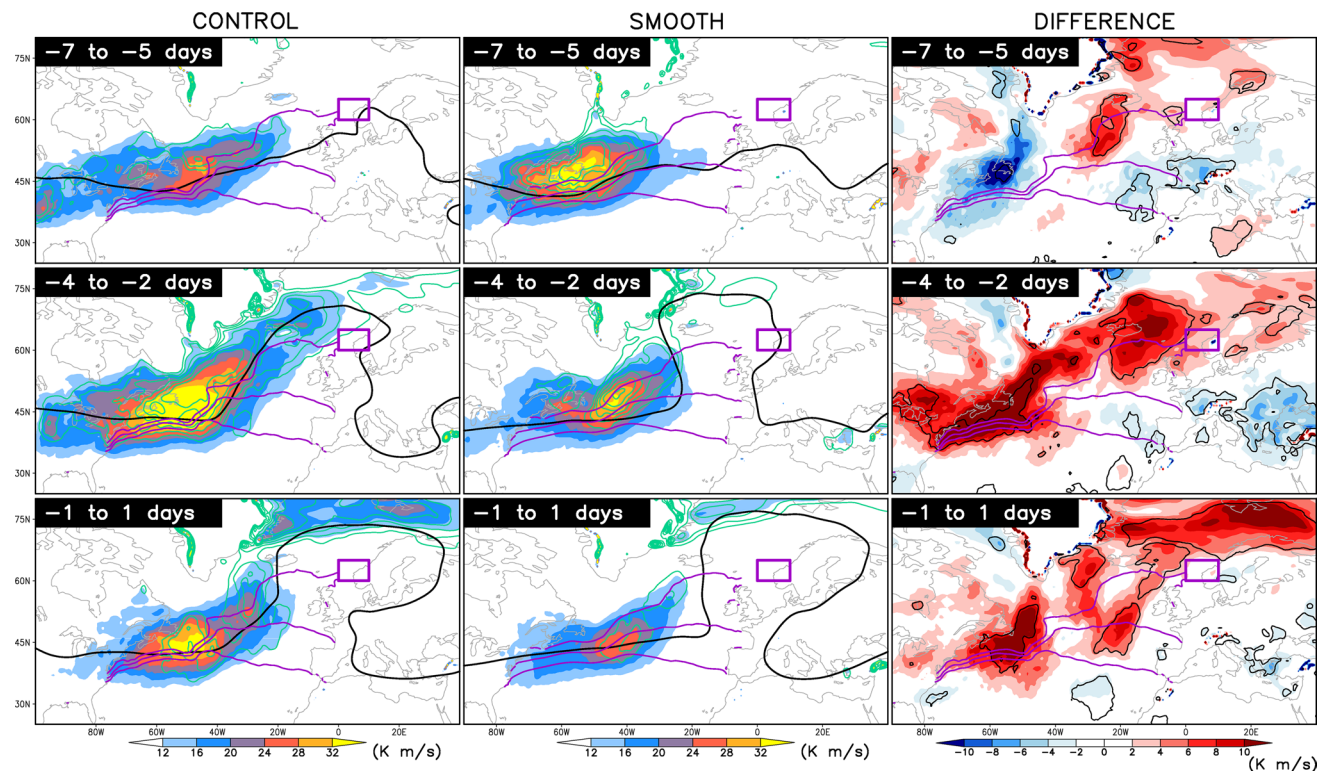 CONTROL SMOOTH DIFFERENCE
−7 to −5 days −7 to −5 days −7 to −5 days
75N
60N
45N
30N
−4 to −2 days −4 to −2 days −4 to −2 days
75N
60N
45N
30N
−1 to 1 days −1 to 1 days −1 to 1 days
75N
60N
45N
30N
80W 60W 40W 20W 0 20E 80W 60W 40W 20W 0 20E 80W 60W 40W 20W 0 20E
12 16 20 24 28 32 (K m/s) 12 16 20 24 28 32 (K m/s) −10 −8 −6 −4 −2 0 2 4 6 8 10
(K m/s)